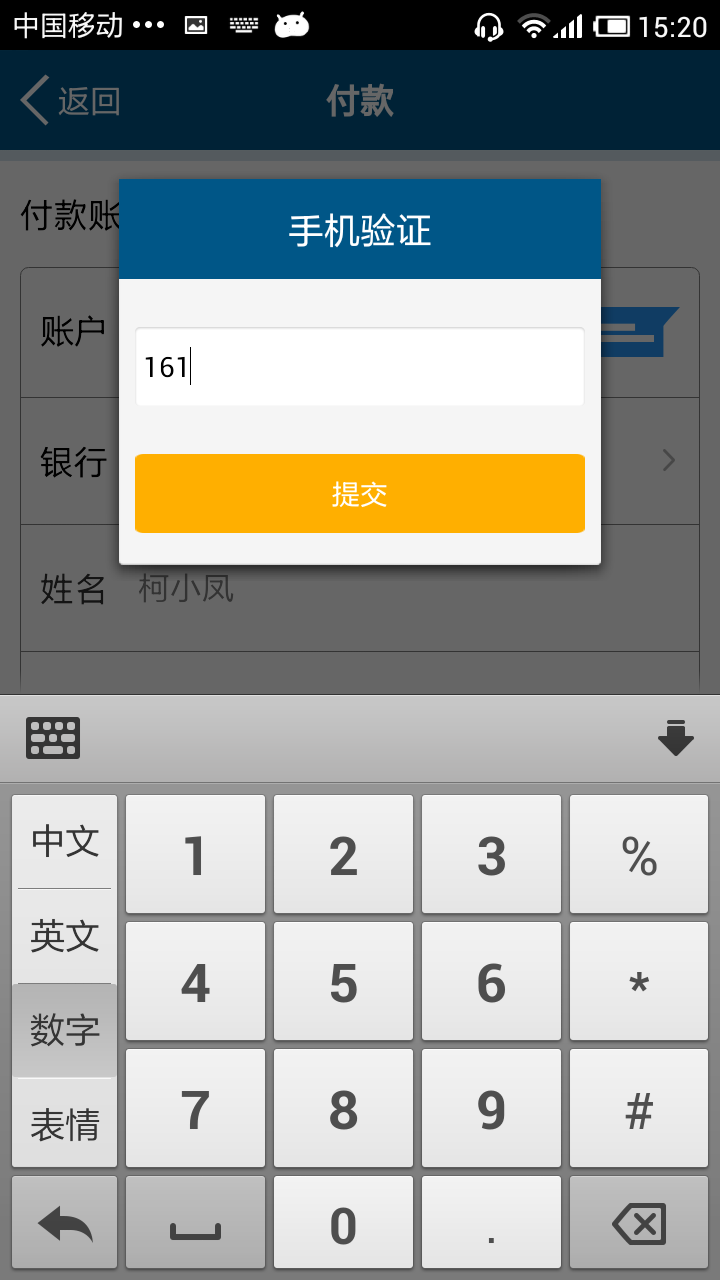 中国移动 ••• 15:20
返回 付款
付款账
手机验证
账户
161
银行
提交
姓名 柯小凤
中文 1 2 3 %
英文 4 5 6 *
数字 7 8 9 #
表情
0 .